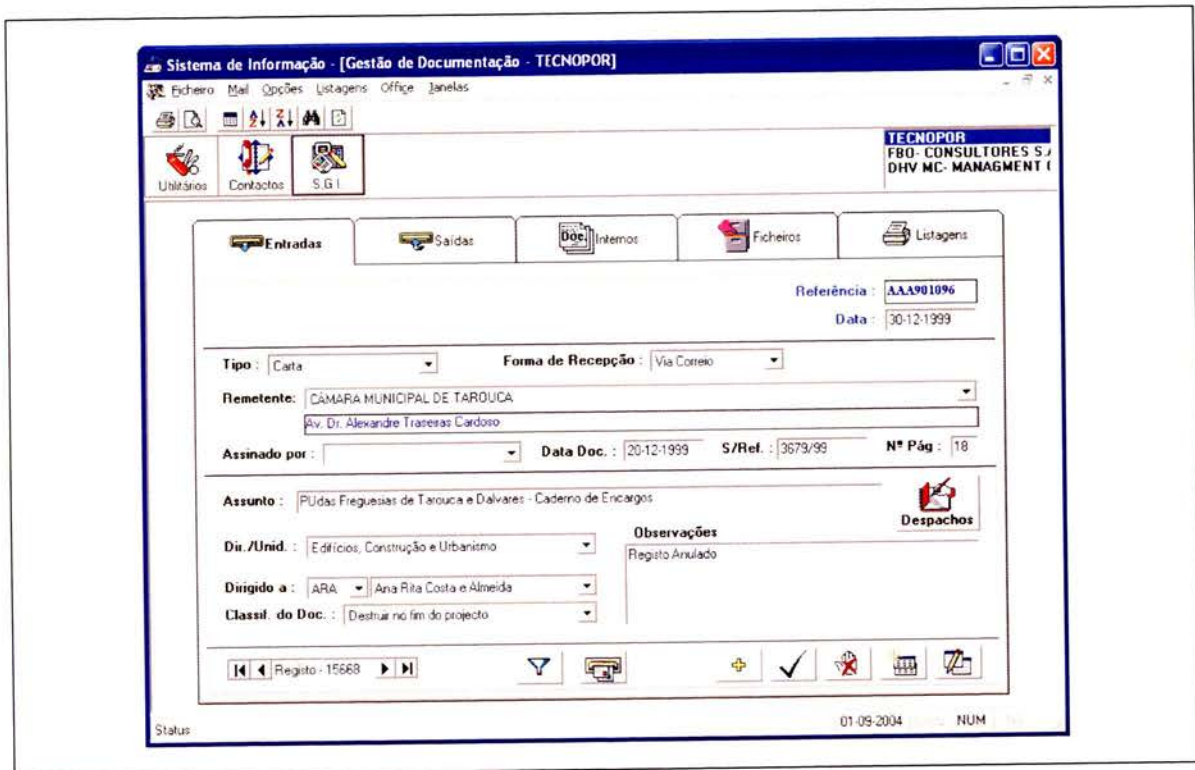 Sistema de Informação - [Gestão de Documentação - TECNOPOR]
Ficheiro Mail Opções Listagens Office Janelas
TECNOPOR
FBO- CONSULTORES S.A
DHV MC- MANAGMENT (
Utilitários Contactos S.G.I
Entradas Saídas Doc. Internos Ficheiros Listagens
Referência : AAA901096
Data : 30-12-1999
Tipo : Carta Forma de Recepção : Via Correio
Remetente: CÂMARA MUNICIPAL DE TAROUCA
Av. Dr. Alexandre Traseiras Cardoso
Assinado por : Data Doc. : 20-12-1999 S/Ref. : 3679/99 Nº Pág : 18
Assunto : PUdas Freguesias de Tarouca e Dalvares - Caderno de Encargos
Despachos
Dir./Unid. : Edifícios, Construção e Urbanismo
Observações
Registo Anulado
Dirigido a : ARA Ana Rita Costa e Almeida
Classif. do Doc. : Destruir no fim do projecto
Registo - 15668
Status 01-09-2004 NUM